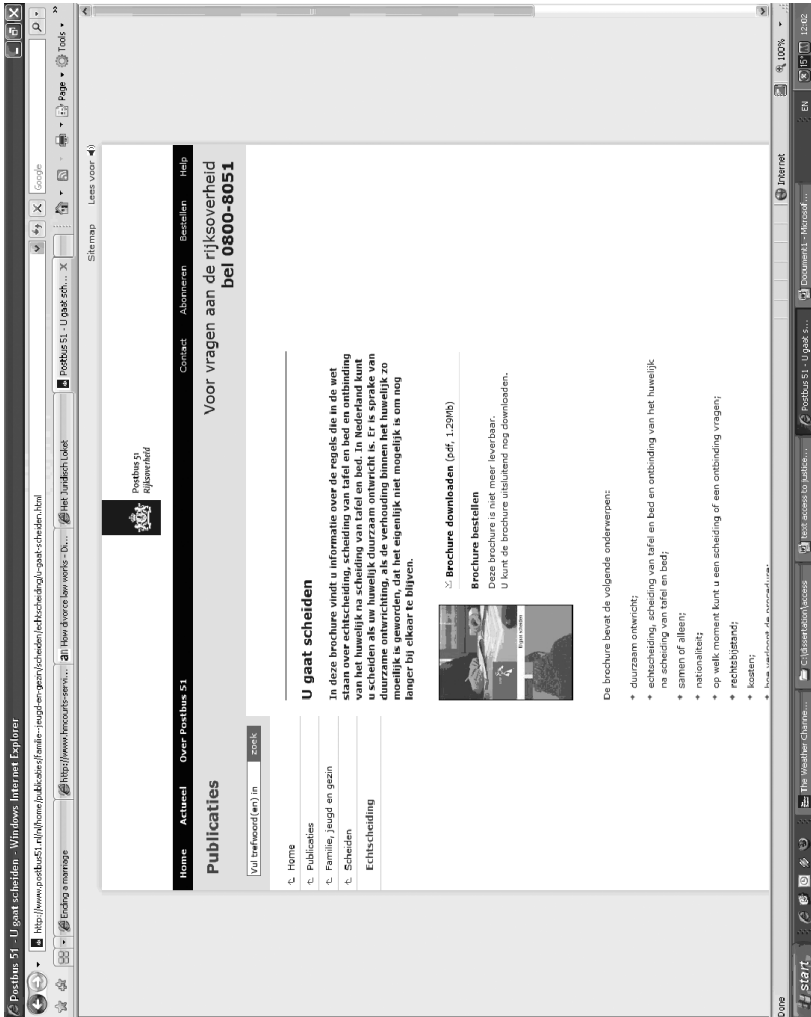 Postbus 51 - U gaat scheiden - Windows Internet Explorer
http://www.postbus51.nl/nl/home/publicaties/familie--jeugd-en-gezin/scheiden/echtscheiding/u-gaat-scheiden.html
Google
Ending a marriage
http://www.hmcourts-servi...
How divorce law works - Di...
Het Juridisch Loket
Postbus 51 - U gaat sch...
Page
Tools
Sitemap
Lees voor
Postbus 51
Rijksoverheid
Home
Actueel
Over Postbus 51
Contact
Abonneren
Bestellen
Help
Publicaties
Voor vragen aan de rijksoverheid
bel 0800-8051
Vul trefwoord(en) in
zoek
Home
Publicaties
Familie, jeugd en gezin
Scheiden
Echtscheiding
U gaat scheiden
In deze brochure vindt u informatie over de regels die in de wet
staan over echtscheiding, scheiding van tafel en bed en ontbinding
van het huwelijk na scheiding van tafel en bed. In Nederland kunt
u scheiden als uw huwelijk duurzaam ontwricht is. Er is sprake van
duurzame ontwrichting, als de verhouding binnen het huwelijk zo
moeilijk is geworden, dat het eigenlijk niet mogelijk is om nog
langer bij elkaar te blijven.
Brochure downloaden (pdf, 1.29Mb)
Brochure bestellen
Deze brochure is niet meer leverbaar.
U kunt de brochure uitsluitend nog downloaden.
De brochure bevat de volgende onderwerpen:
duurzaam ontwricht;
echtscheiding, scheiding van tafel en bed en ontbinding van het huwelijk
na scheiding van tafel en bed;
samen of alleen;
nationaliteit;
op welk moment kunt u een scheiding of een ontbinding vragen;
rechtsbijstand;
kosten;
hoe verloopt de procedure;
Done
Internet
100%
start
The Weather Channe...
C:\dissertation\access
text access to justice...
Postbus 51 - U gaat s...
Document1 - Microsof...
EN
15°
12:02